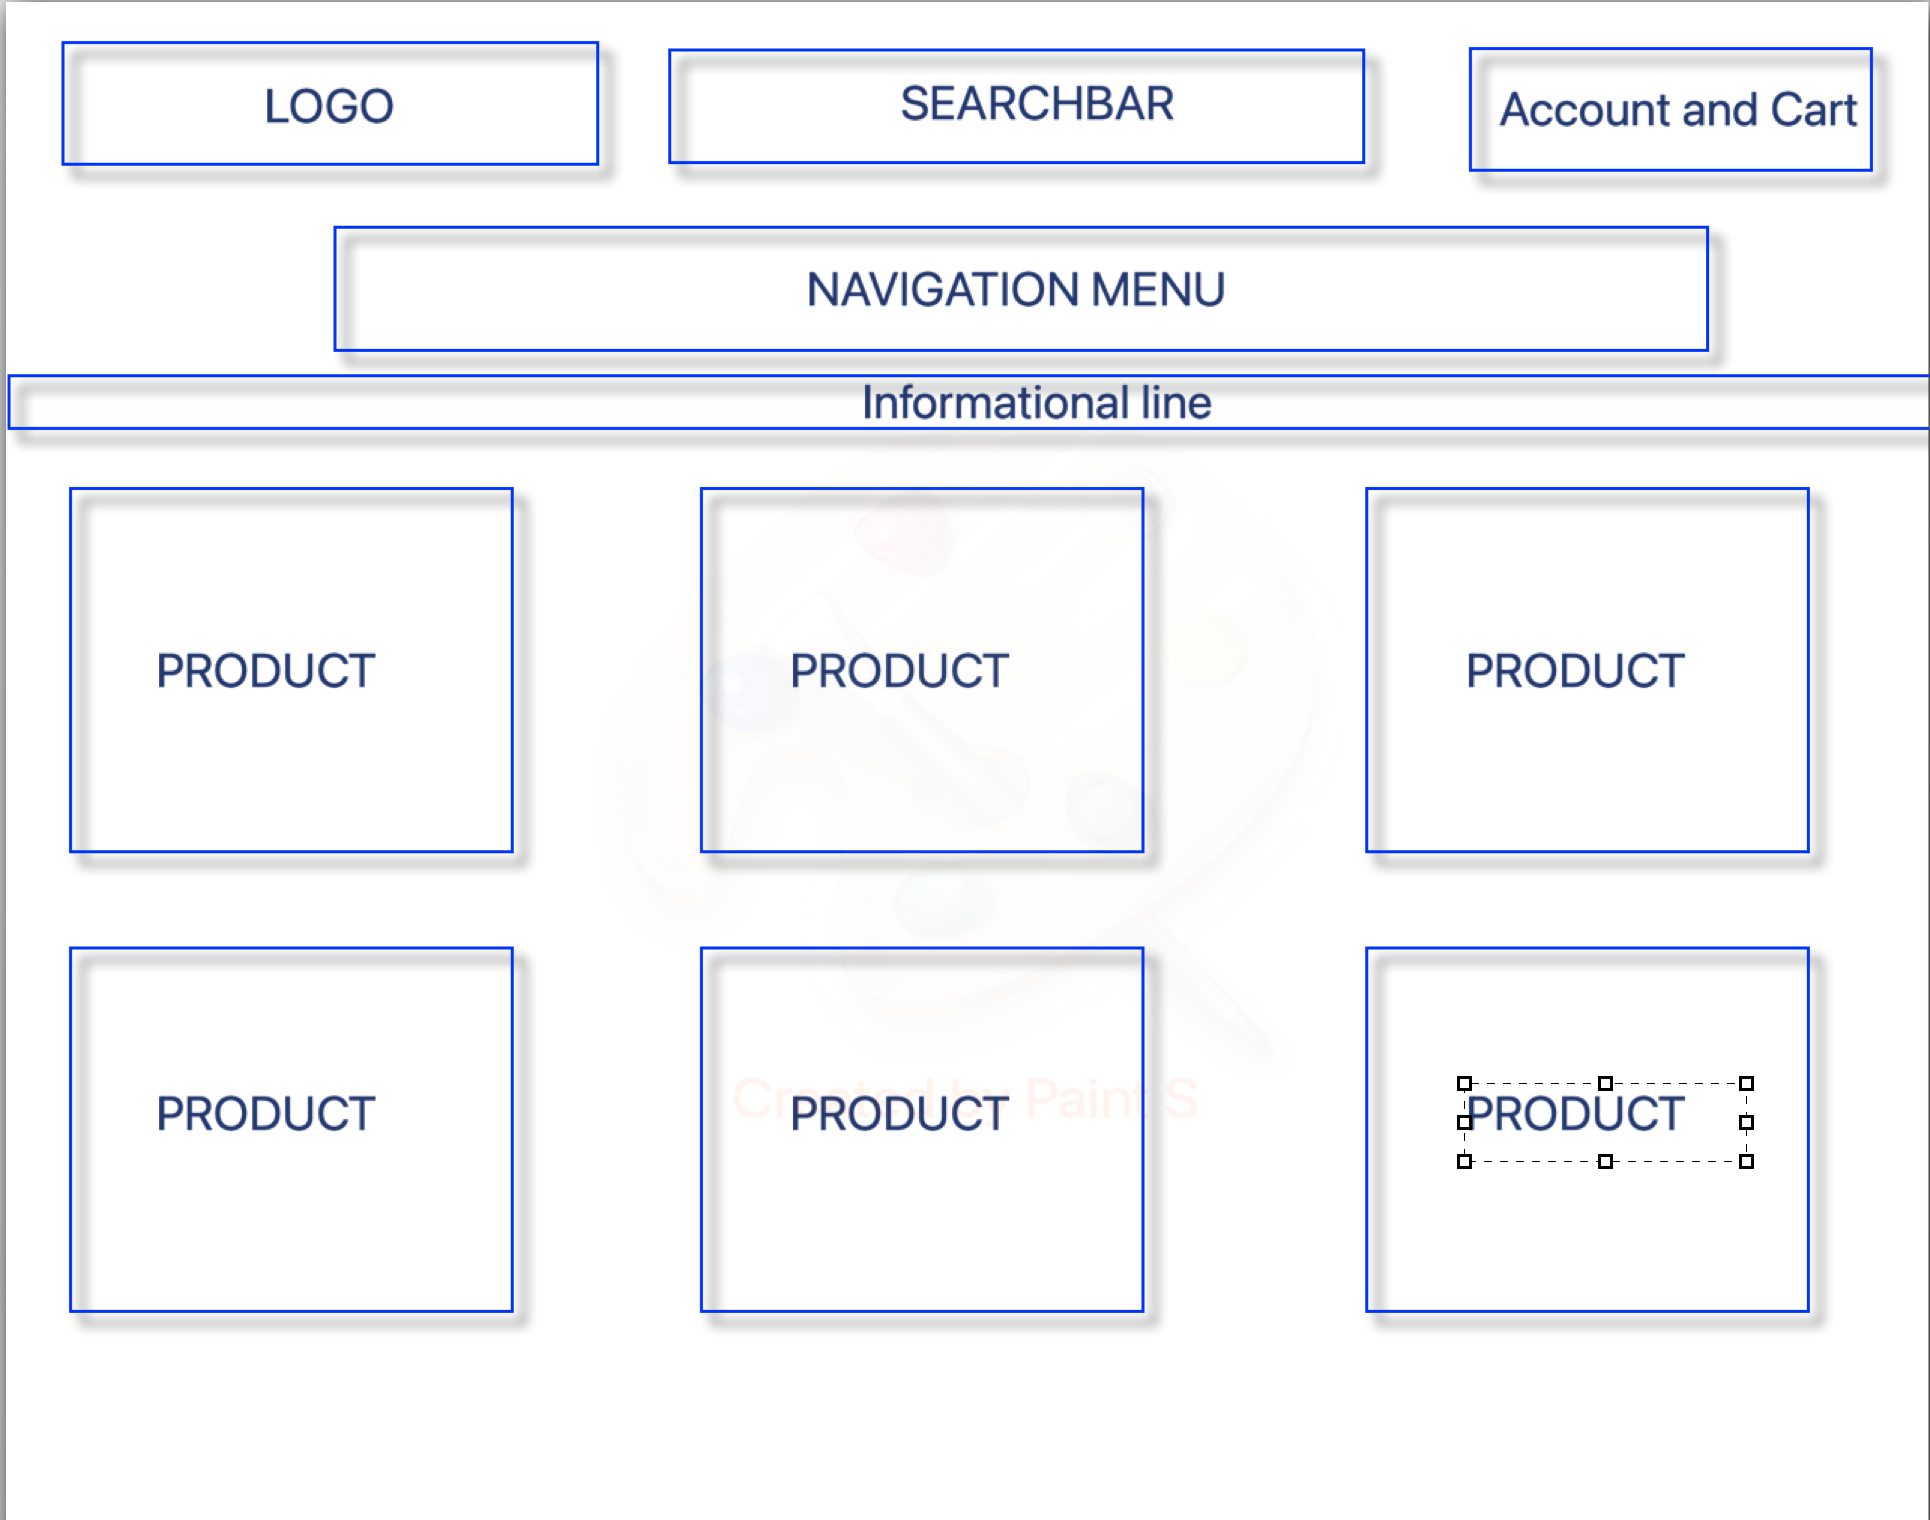 LOGO
SEARCHBAR
Account and Cart
NAVIGATION MENU
Informational line
PRODUCT
PRODUCT
PRODUCT
Created by Paint S
PRODUCT
PRODUCT
PRODUCT